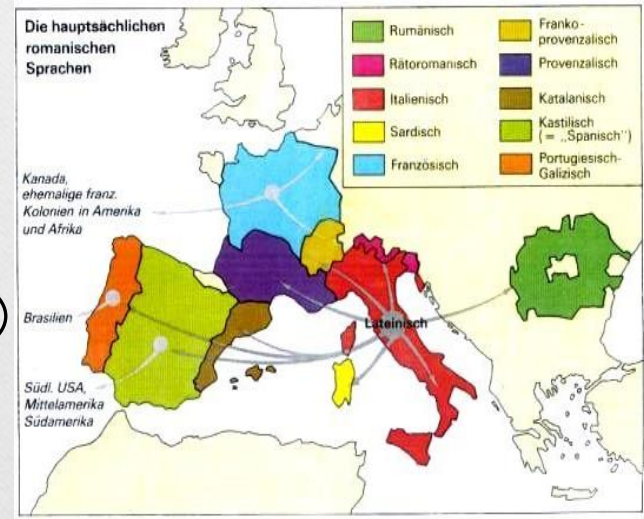 Die hauptsächlichen
romanischen
Sprachen
Rumänisch
Rätoromanisch
Italienisch
Sardisch
Französisch
Franko-
provenzalisch
Provenzalisch
Katalanisch
Kastilisch
(= „Spanisch")
Portugiesisch-
Galizisch
Kanada,
ehemalige franz.
Kolonien in Amerika
und Afrika
Brasilien
Lateinisch
Südl. USA,
Mittelamerika
Südamerika